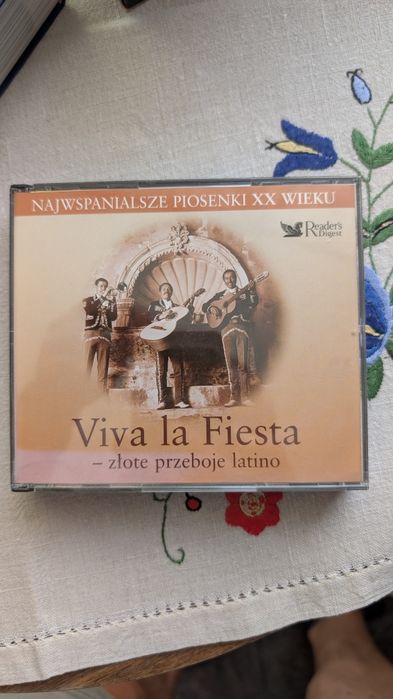 NAJWSPANIALSZE PIOSENKI XX WIEKU
Reader's
Digest
Viva la Fiesta
– złote przeboje latino